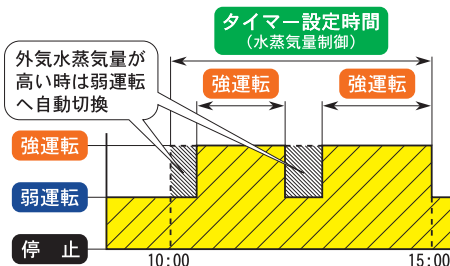 タイマー設定時間
(水蒸気量制御)
外気水蒸気量が
高い時は弱運転
へ自動切換
強運転
強運転
強運転
弱運転
停止
10:00
15:00